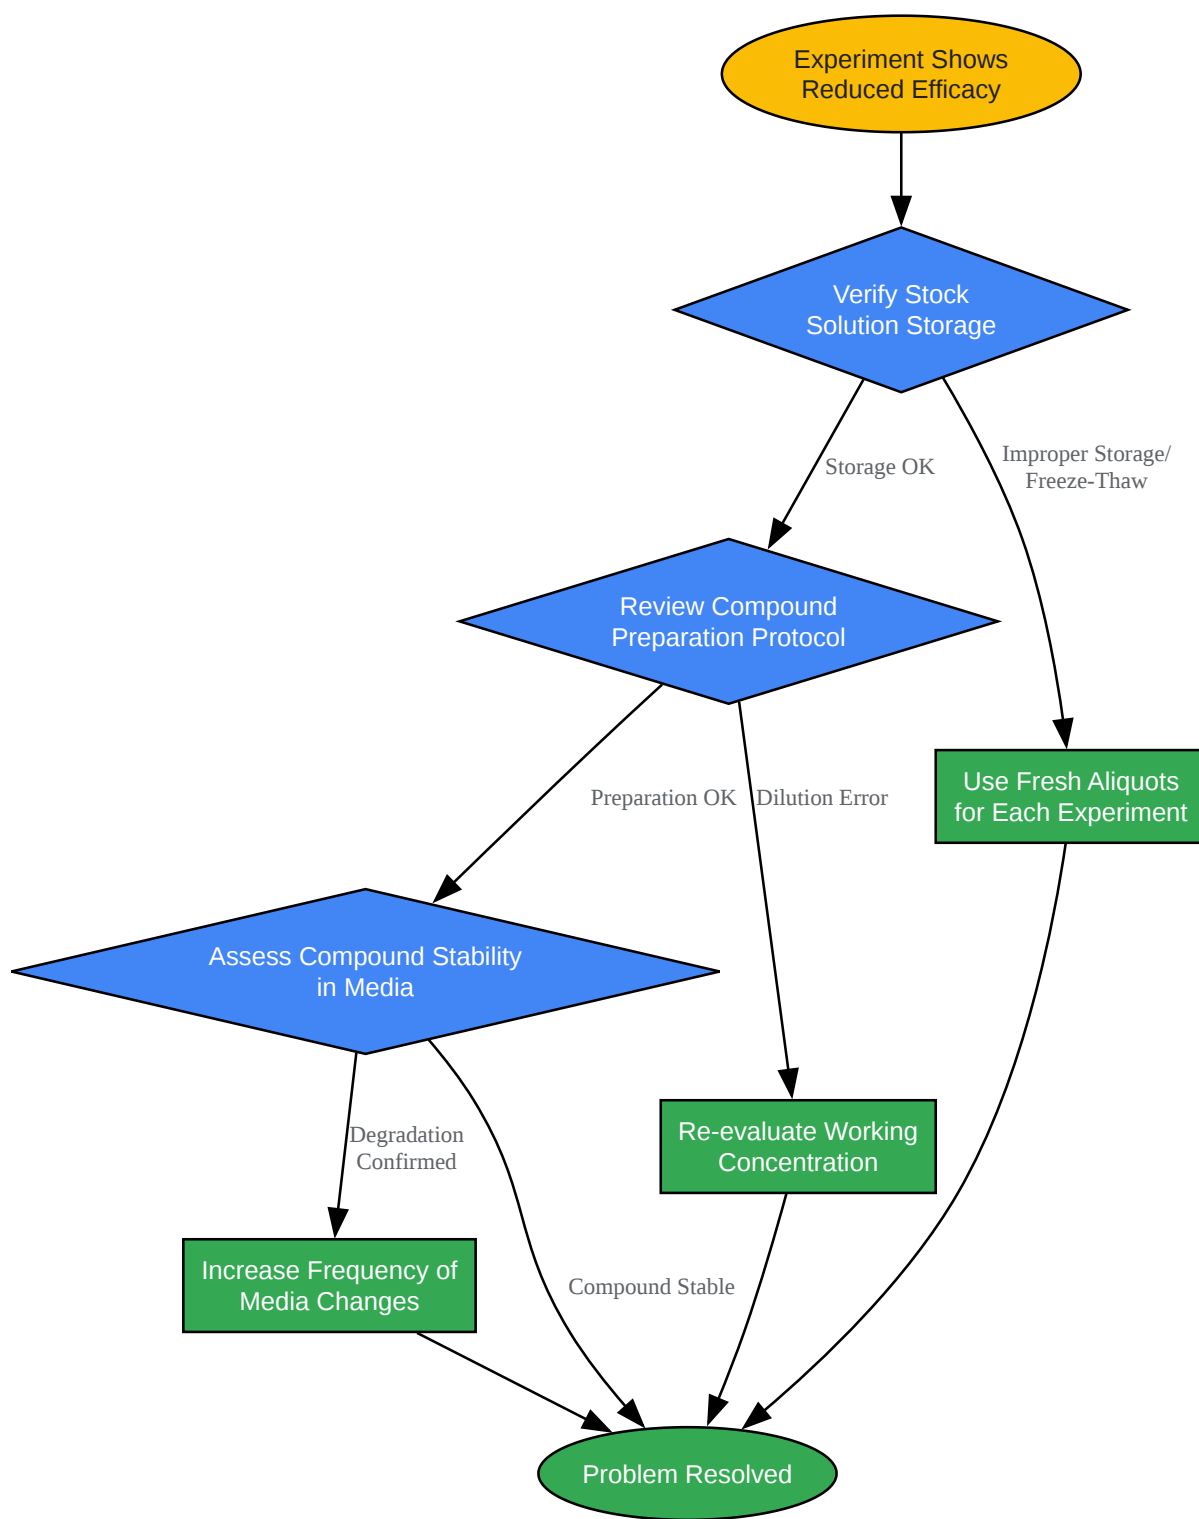 Experiment Shows
Reduced Efficacy
Verify Stock
Solution Storage
Storage OK
Improper Storage/
Freeze-Thaw
Review Compound
Preparation Protocol
Preparation OK
Dilution Error
Use Fresh Aliquots
for Each Experiment
Assess Compound Stability
in Media
Degradation
Confirmed
Re-evaluate Working
Concentration
Increase Frequency of
Media Changes
Compound Stable
Problem Resolved